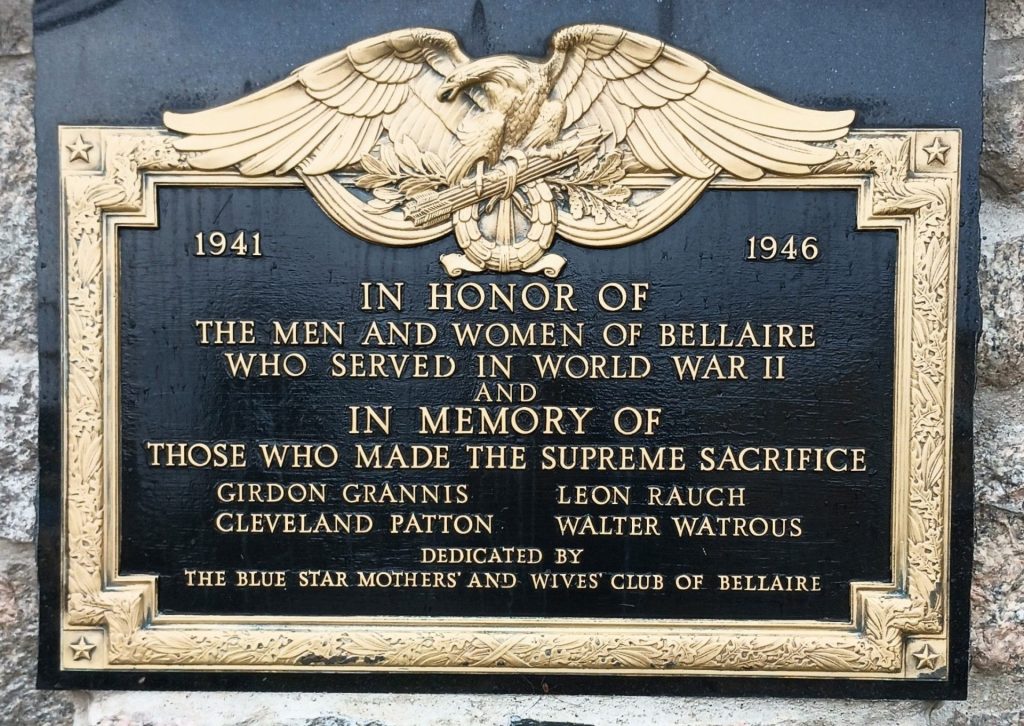 1941 1946
IN HONOR OF
THE MEN AND WOMEN OF BELLAIRE
WHO SERVED IN WORLD WAR II
AND
IN MEMORY OF
THOSE WHO MADE THE SUPREME SACRIFICE
GIRDON GRANNIS LEON RAUCH
CLEVELAND PATTON WALTER WATROUS
DEDICATED BY
THE BLUE STAR MOTHERS' AND WIVES' CLUB OF BELLAIRE